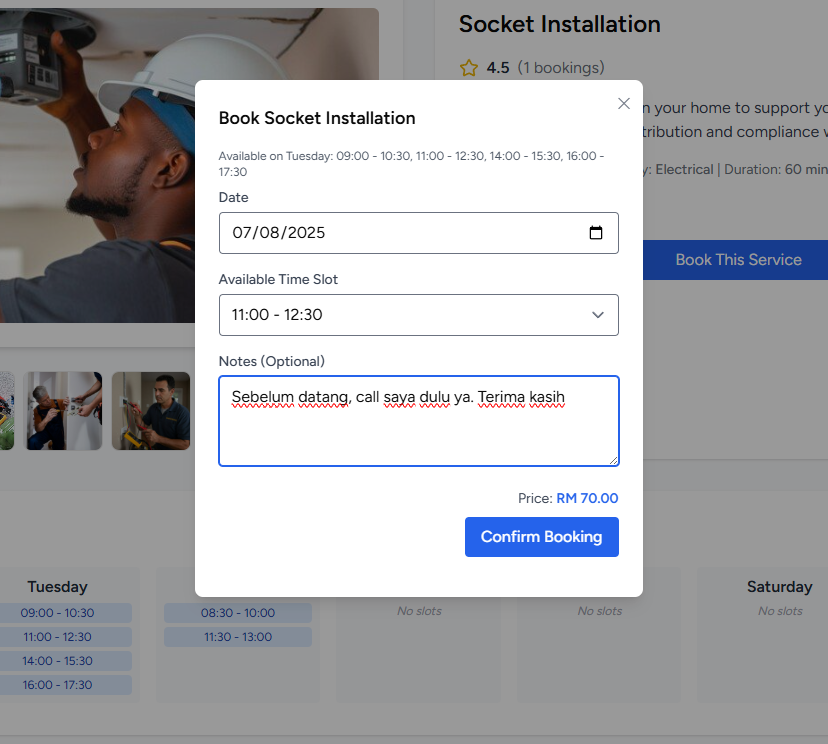 Socket Installation
4.5 (1 bookings)
n your home to support yo
tribution and compliance w
y: Electrical | Duration: 60 min
Book This Service
Book Socket Installation
Available on Tuesday: 09:00 - 10:30, 11:00 - 12:30, 14:00 - 15:30, 16:00 -
17:30
Date
07/08/2025
Available Time Slot
11:00 - 12:30
Notes (Optional)
Sebelum datang, call saya dulu ya. Terima kasih
Price: RM 70.00
Confirm Booking
Tuesday
09:00 - 10:30
11:00 - 12:30
14:00 - 15:30
16:00 - 17:30
08:30 - 10:00
11:30 - 13:00
No slots
No slots
Saturday
No slots